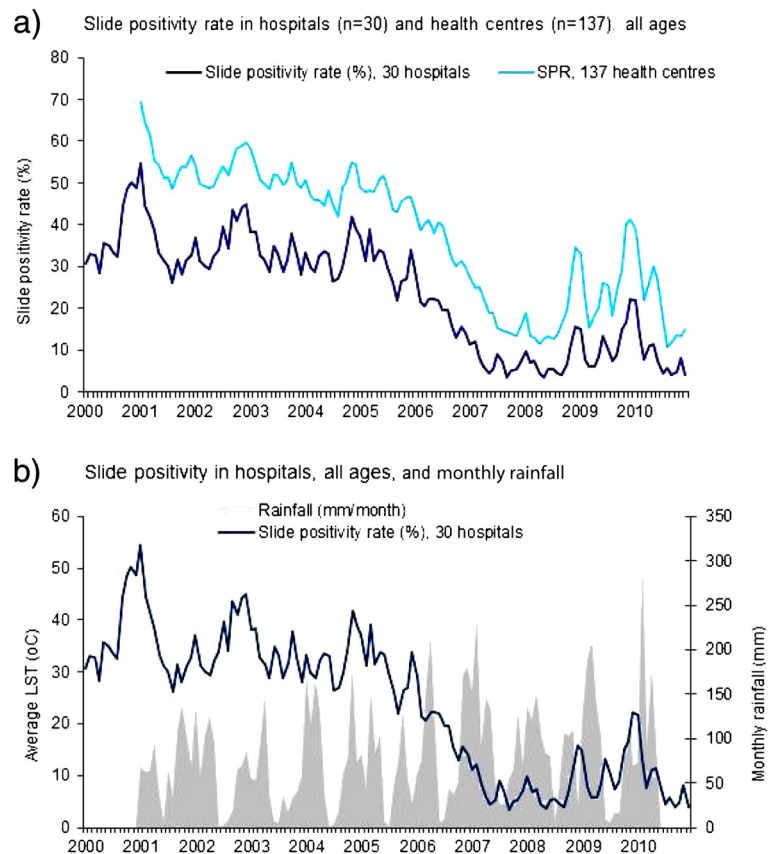 a)
Slide positivity rate in hospitals (n=30) and health centres (n=137). all ages
Slide positivity rate (%), 30 hospitals
SPR, 137 health centres
Slide positivity rate (%)
80
70
60
50
40
30
20
10
0
2000 2001 2002 2003 2004 2005 2006 2007 2008 2009 2010
b)
Slide positivity in hospitals, all ages, and monthly rainfall
Rainfall (mm/month)
Slide positivity rate (%), 30 hospitals
Average LST (oC)
60
50
40
30
20
10
0
Monthly rainfall (mm)
350
300
250
200
150
100
50
0
2000 2001 2002 2003 2004 2005 2006 2007 2008 2009 2010